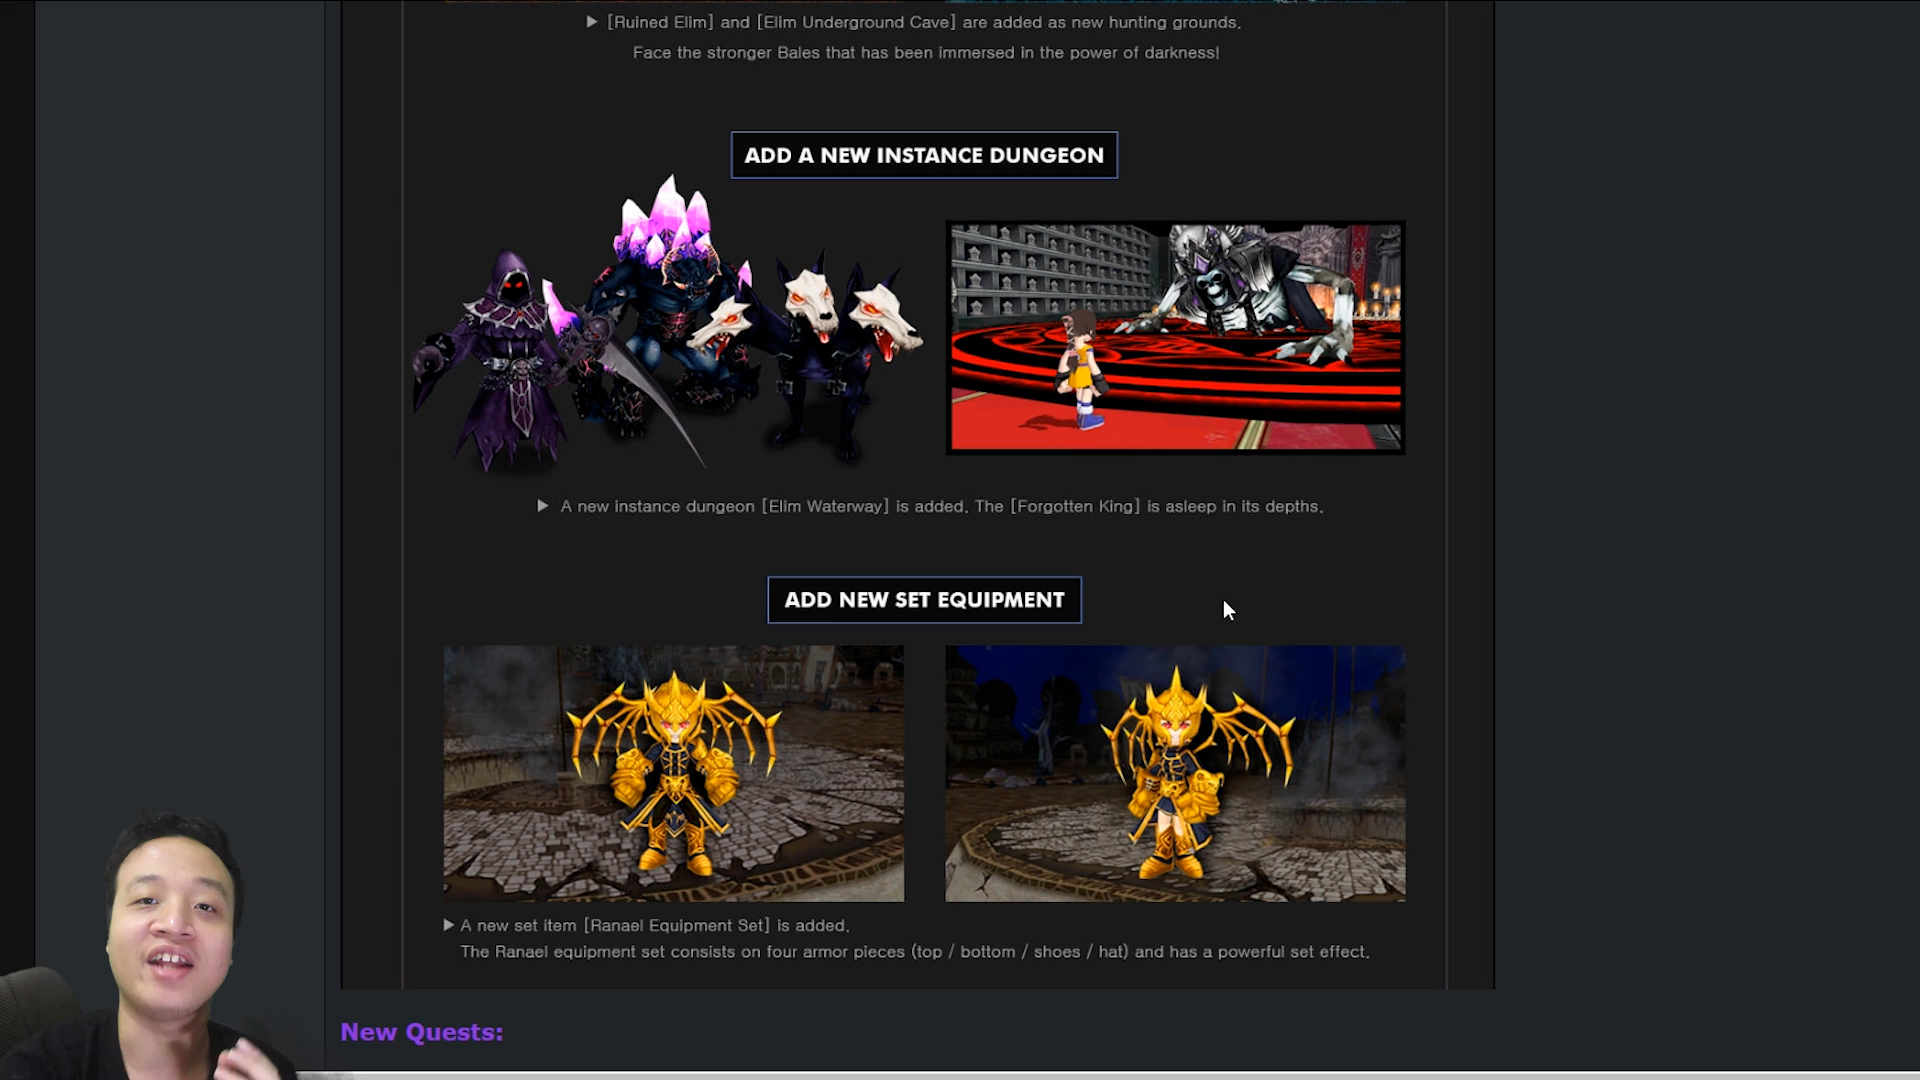 ▶ [Ruined Elim] and [Elim Underground Cave] are added as new hunting grounds.
Face the stronger Bales that has been immersed in the power of darkness!
ADD A NEW INSTANCE DUNGEON
▶ A new instance dungeon [Elim Waterway] is added. The [Forgotten King] is asleep in its depths.
ADD NEW SET EQUIPMENT
▶ A new set item [Ranael Equipment Set] is added.
The Ranael equipment set consists on four armor pieces (top / bottom / shoes / hat) and has a powerful set effect.
New Quests: